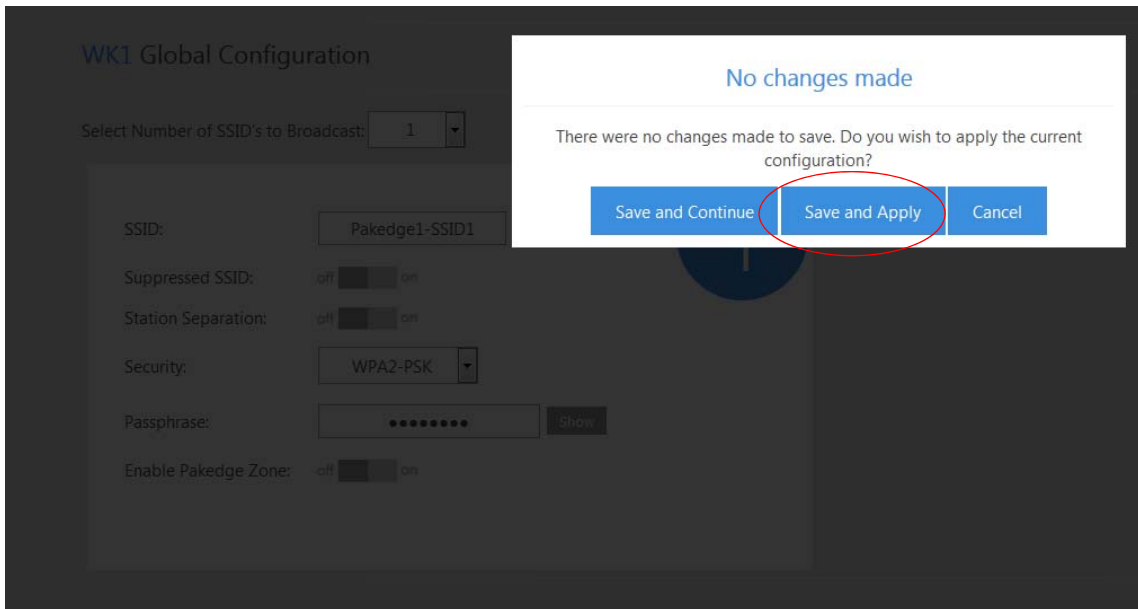 WK1 Global Configuration
No changes made
There were no changes made to save. Do you wish to apply the current
configuration?
Save and Continue Save and Apply Cancel
Select Number of SSID's to Broadcast: 1
SSID: Pakedge1-SSID1
Suppressed SSID: off on
Station Separation: off on
Security: WPA2-PSK
Passphrase: ●●●●●●●● Show
Enable Pakedge Zone: off on